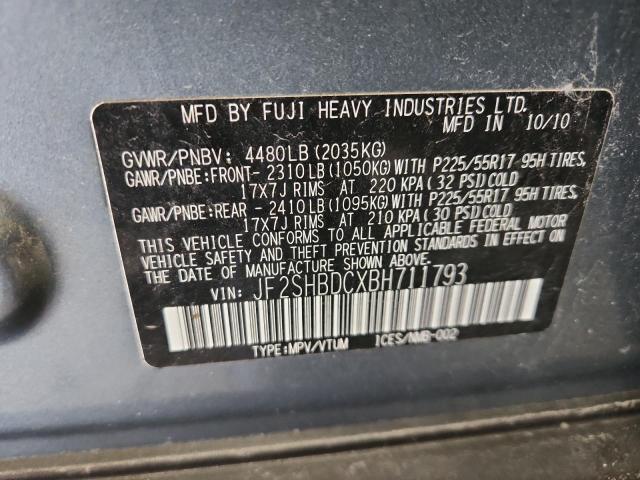 MFD BY FUJI HEAVY INDUSTRIES LTD.
MFD IN 10/10
GVWR/PNBV: 4480LB(2035KG)
GAWR/PNBE:FRONT- 2310LB(1050KG)WITH P225/55R17 95H TIRES,
17X7J RIMS AT 220 KPA(32 PSI)COLD
GAWR/PNBE:REAR - 2410LB(1095KG)WITH P225/55R17 95H TIRES,
17X7J RIMS AT 210 KPA(30 PSI)COLD
THIS VEHICLE CONFORMS TO ALL APPLICABLE FEDERAL MOTOR
VEHICLE SAFETY AND THEFT PREVENTION STANDARDS IN EFFECT ON
THE DATE OF MANUFACTURE SHOWN ABOVE.
VIN: JF2SHBDCXBH711793
TYPE:MPV/VTUM ICES/NMB-002